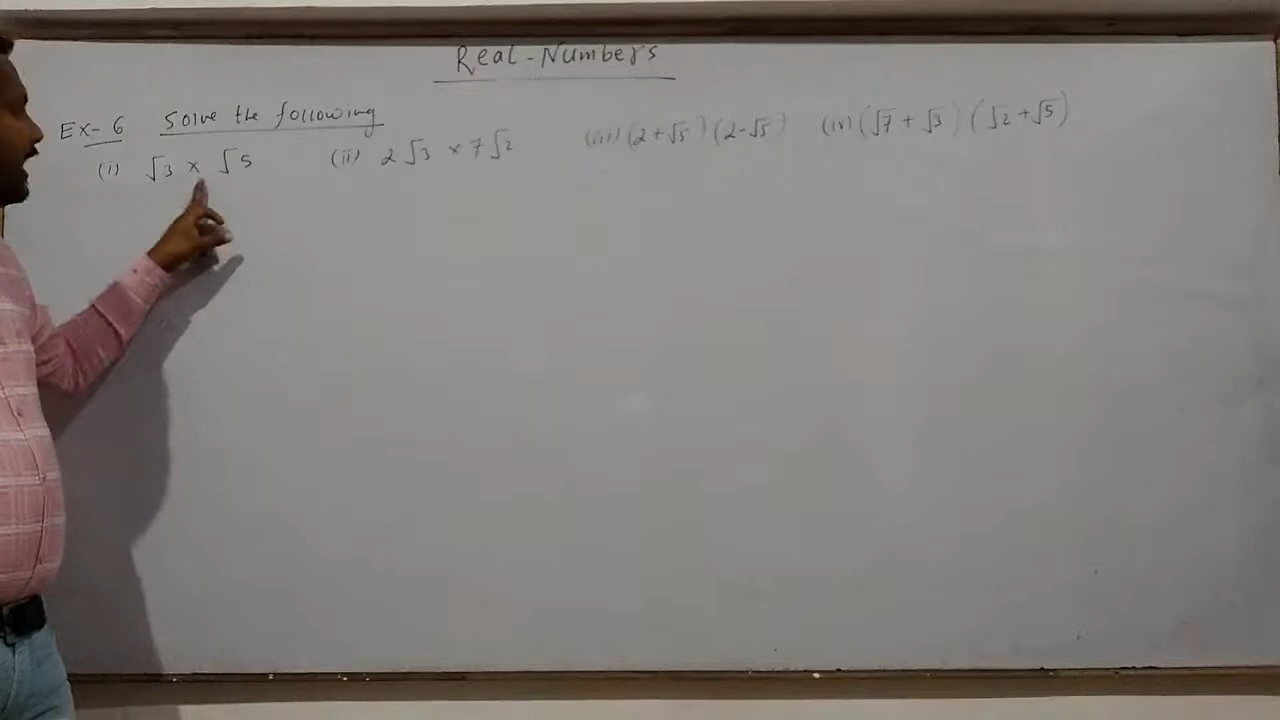 Real-Numbers
Ex-6 Solve the following
(i) √3 × √5 (ii) 2√3 × 7√2 (iii) (2+√5)(2-√5) (iv) (√7+√3)(√2+√5)